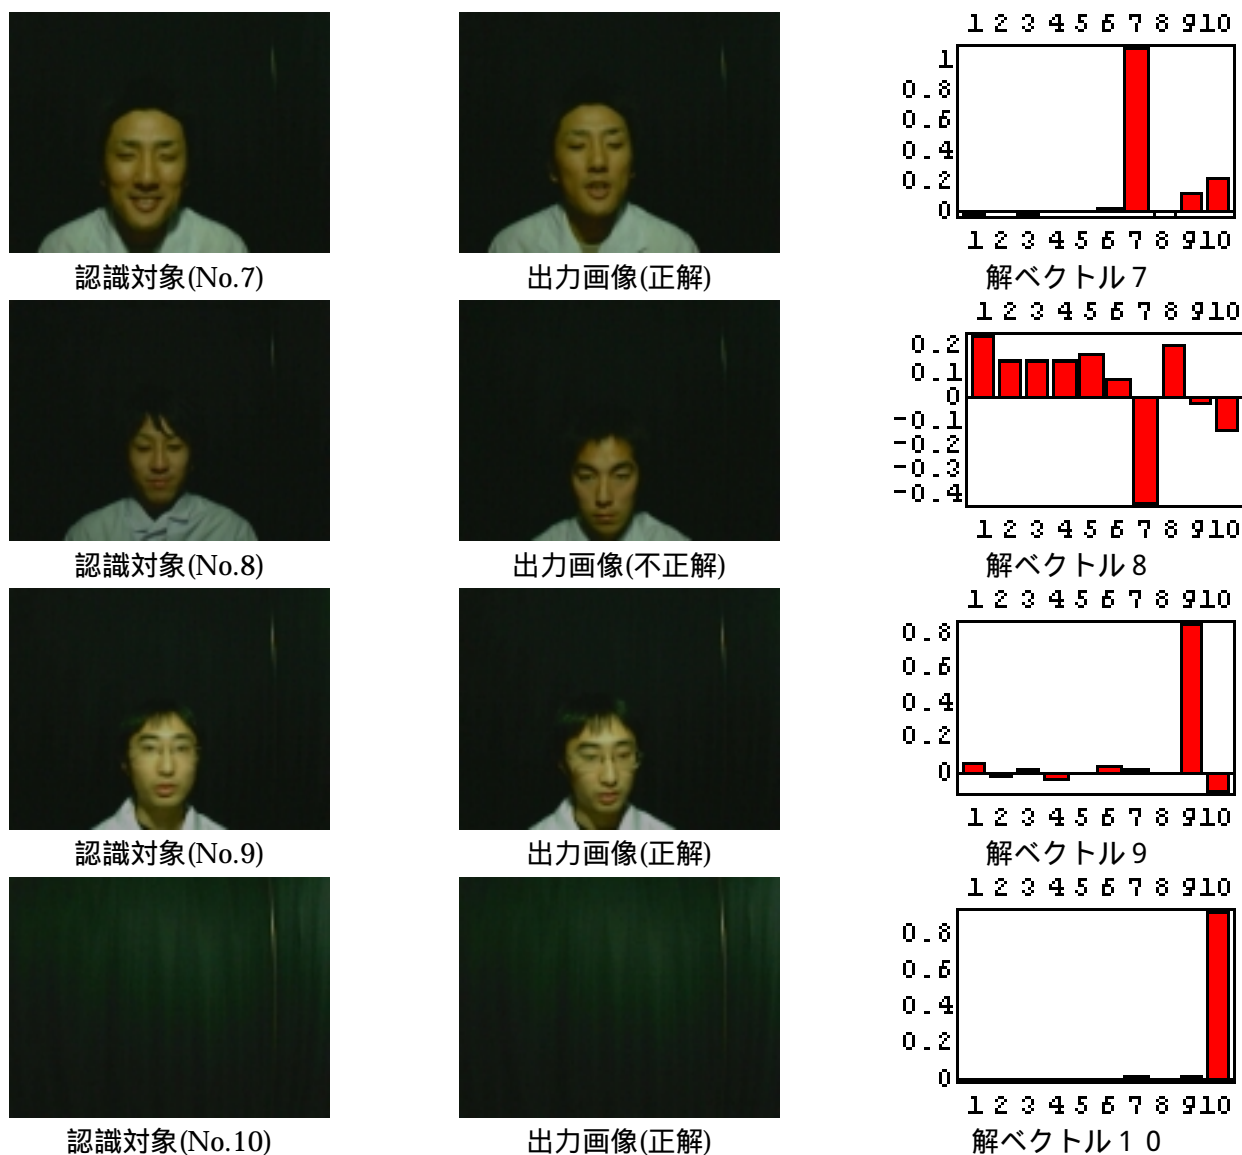 1 2 3 4 5 6 7 8 9 10
1
0.8
0.6
0.4
0.2
0
1 2 3 4 5 6 7 8 9 10
認識対象(No.7)
出力画像(正解)
解ベクトル7
1 2 3 4 5 6 7 8 9 10
0.2
0.1
0
-0.1
-0.2
-0.3
-0.4
1 2 3 4 5 6 7 8 9 10
認識対象(No.8)
出力画像(不正解)
解ベクトル8
1 2 3 4 5 6 7 8 9 10
0.8
0.6
0.4
0.2
0
1 2 3 4 5 6 7 8 9 10
認識対象(No.9)
出力画像(正解)
解ベクトル9
1 2 3 4 5 6 7 8 9 10
0.8
0.6
0.4
0.2
0
1 2 3 4 5 6 7 8 9 10
認識対象(No.10)
出力画像(正解)
解ベクトル10